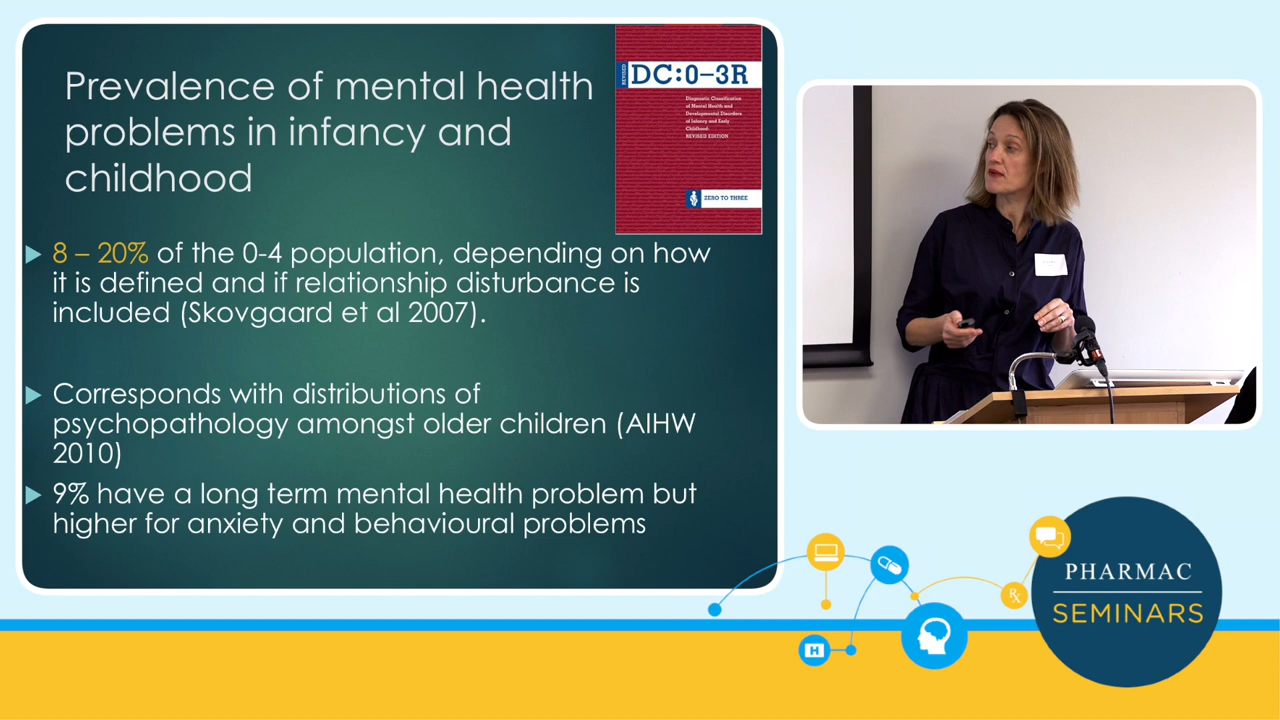 Prevalence of mental health
problems in infancy and
childhood
REVISED
DC:0–3R
Diagnostic Classification
of Mental Health and
Developmental Disorders
of Infancy and Early
Childhood:
REVISED EDITION
ZERO TO THREE
8 – 20% of the 0-4 population, depending on how
it is defined and if relationship disturbance is
included (Skovgaard et al 2007).
Corresponds with distributions of
psychopathology amongst older children (AIHW
2010)
9% have a long term mental health problem but
higher for anxiety and behavioural problems
Rx
H
PHARMAC
SEMINARS